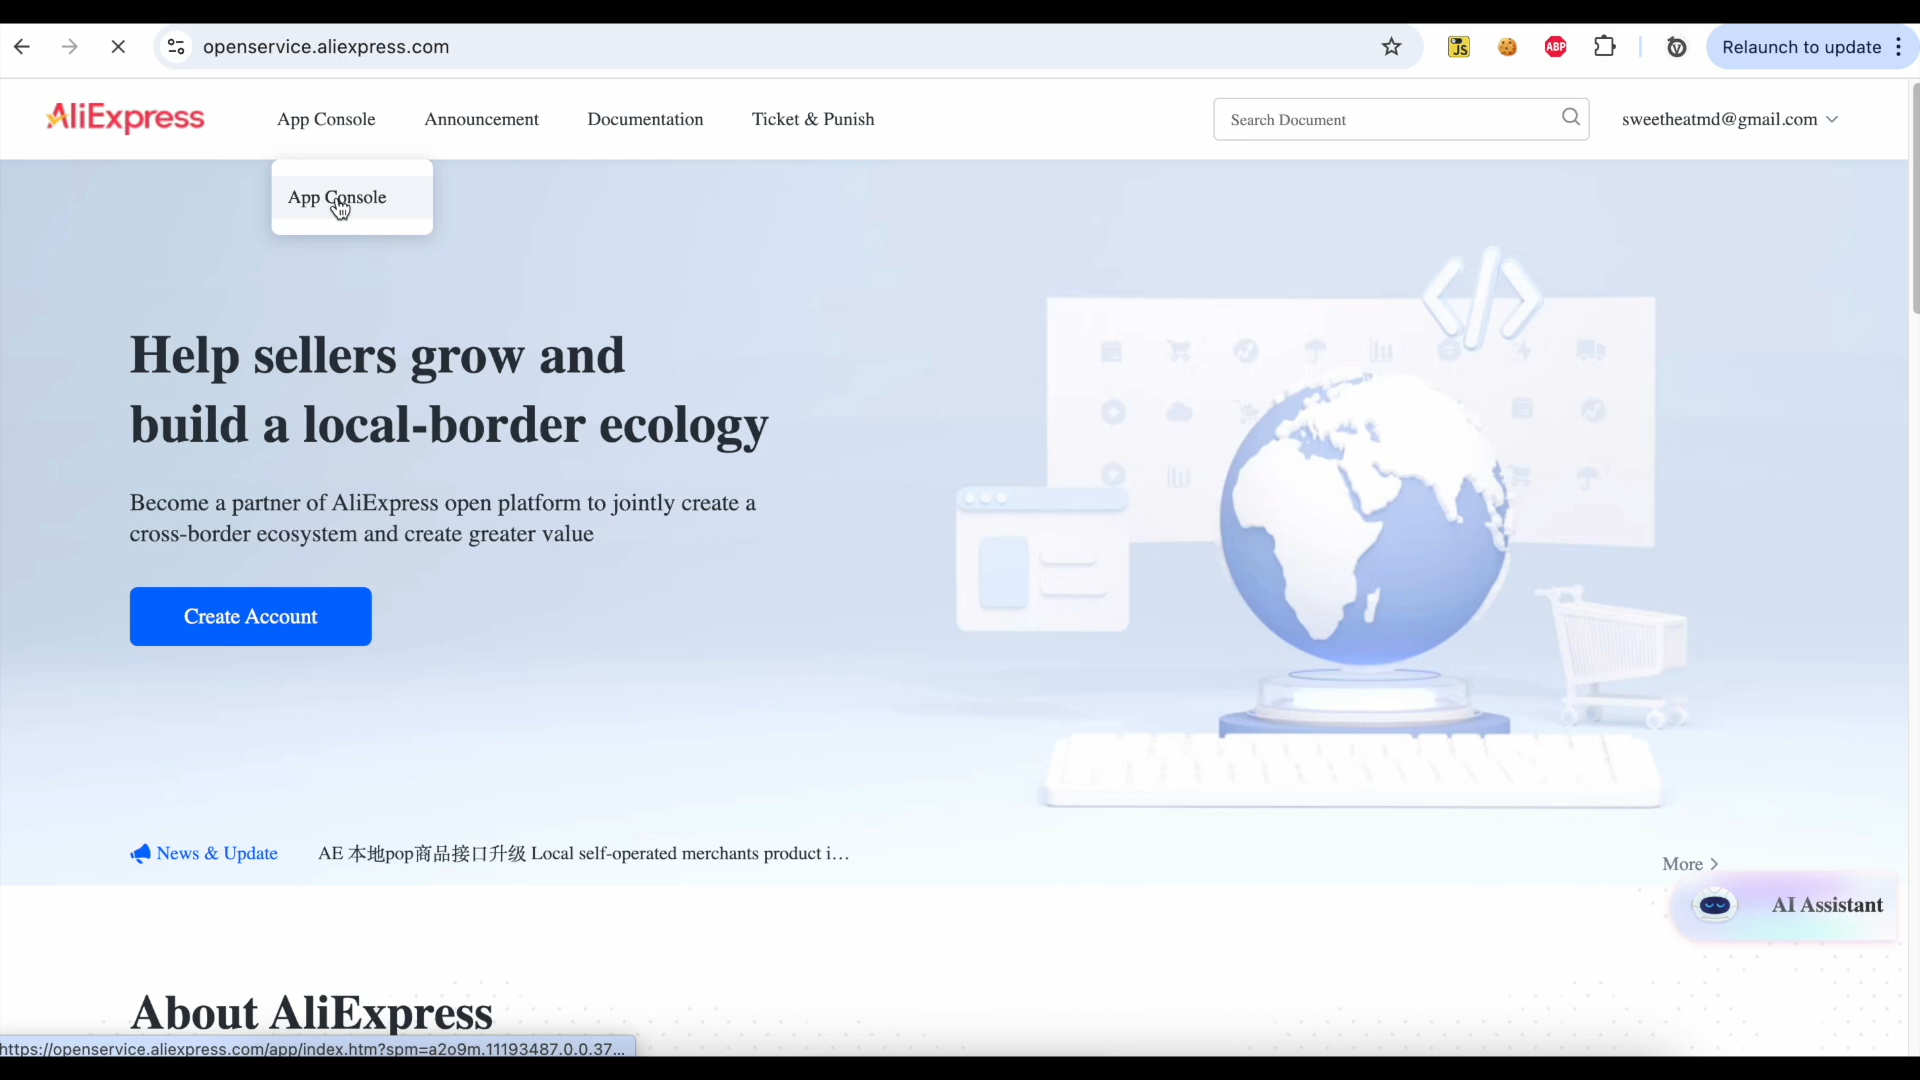 openservice.aliexpress.com
JS
ABP
Relaunch to update
AliExpress
App Console
Announcement
Documentation
Ticket & Punish
Search Document
sweetheatmd@gmail.com
App Console
Help sellers grow and
build a local-border ecology
Become a partner of AliExpress open platform to jointly create a
cross-border ecosystem and create greater value
Create Account
News & Update
AE 本地pop商品接口升级 Local self-operated merchants product i...
More
AI Assistant
About AliExpress
https://openservice.aliexpress.com/app/index.htm?spm=a2o9m.11193487.0.0.37...